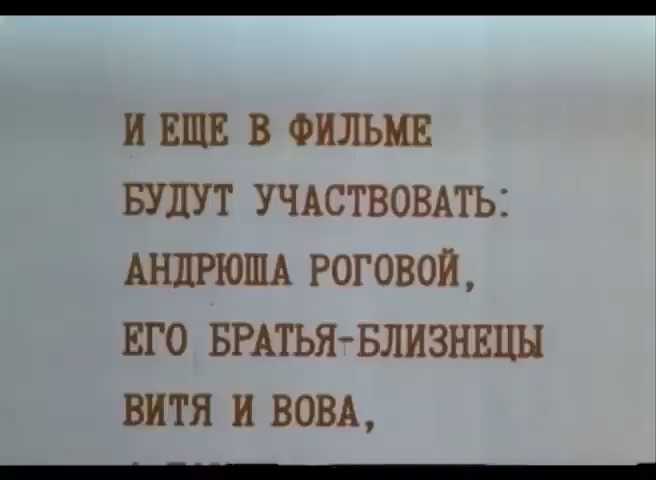 И ЕЩЕ В ФИЛЬМЕ
БУДУТ УЧАСТВОВАТЬ:
АНДРЮША РОГОВОЙ,
ЕГО БРАТЬЯ-БЛИЗНЕЦЫ
ВИТЯ И ВОВА,